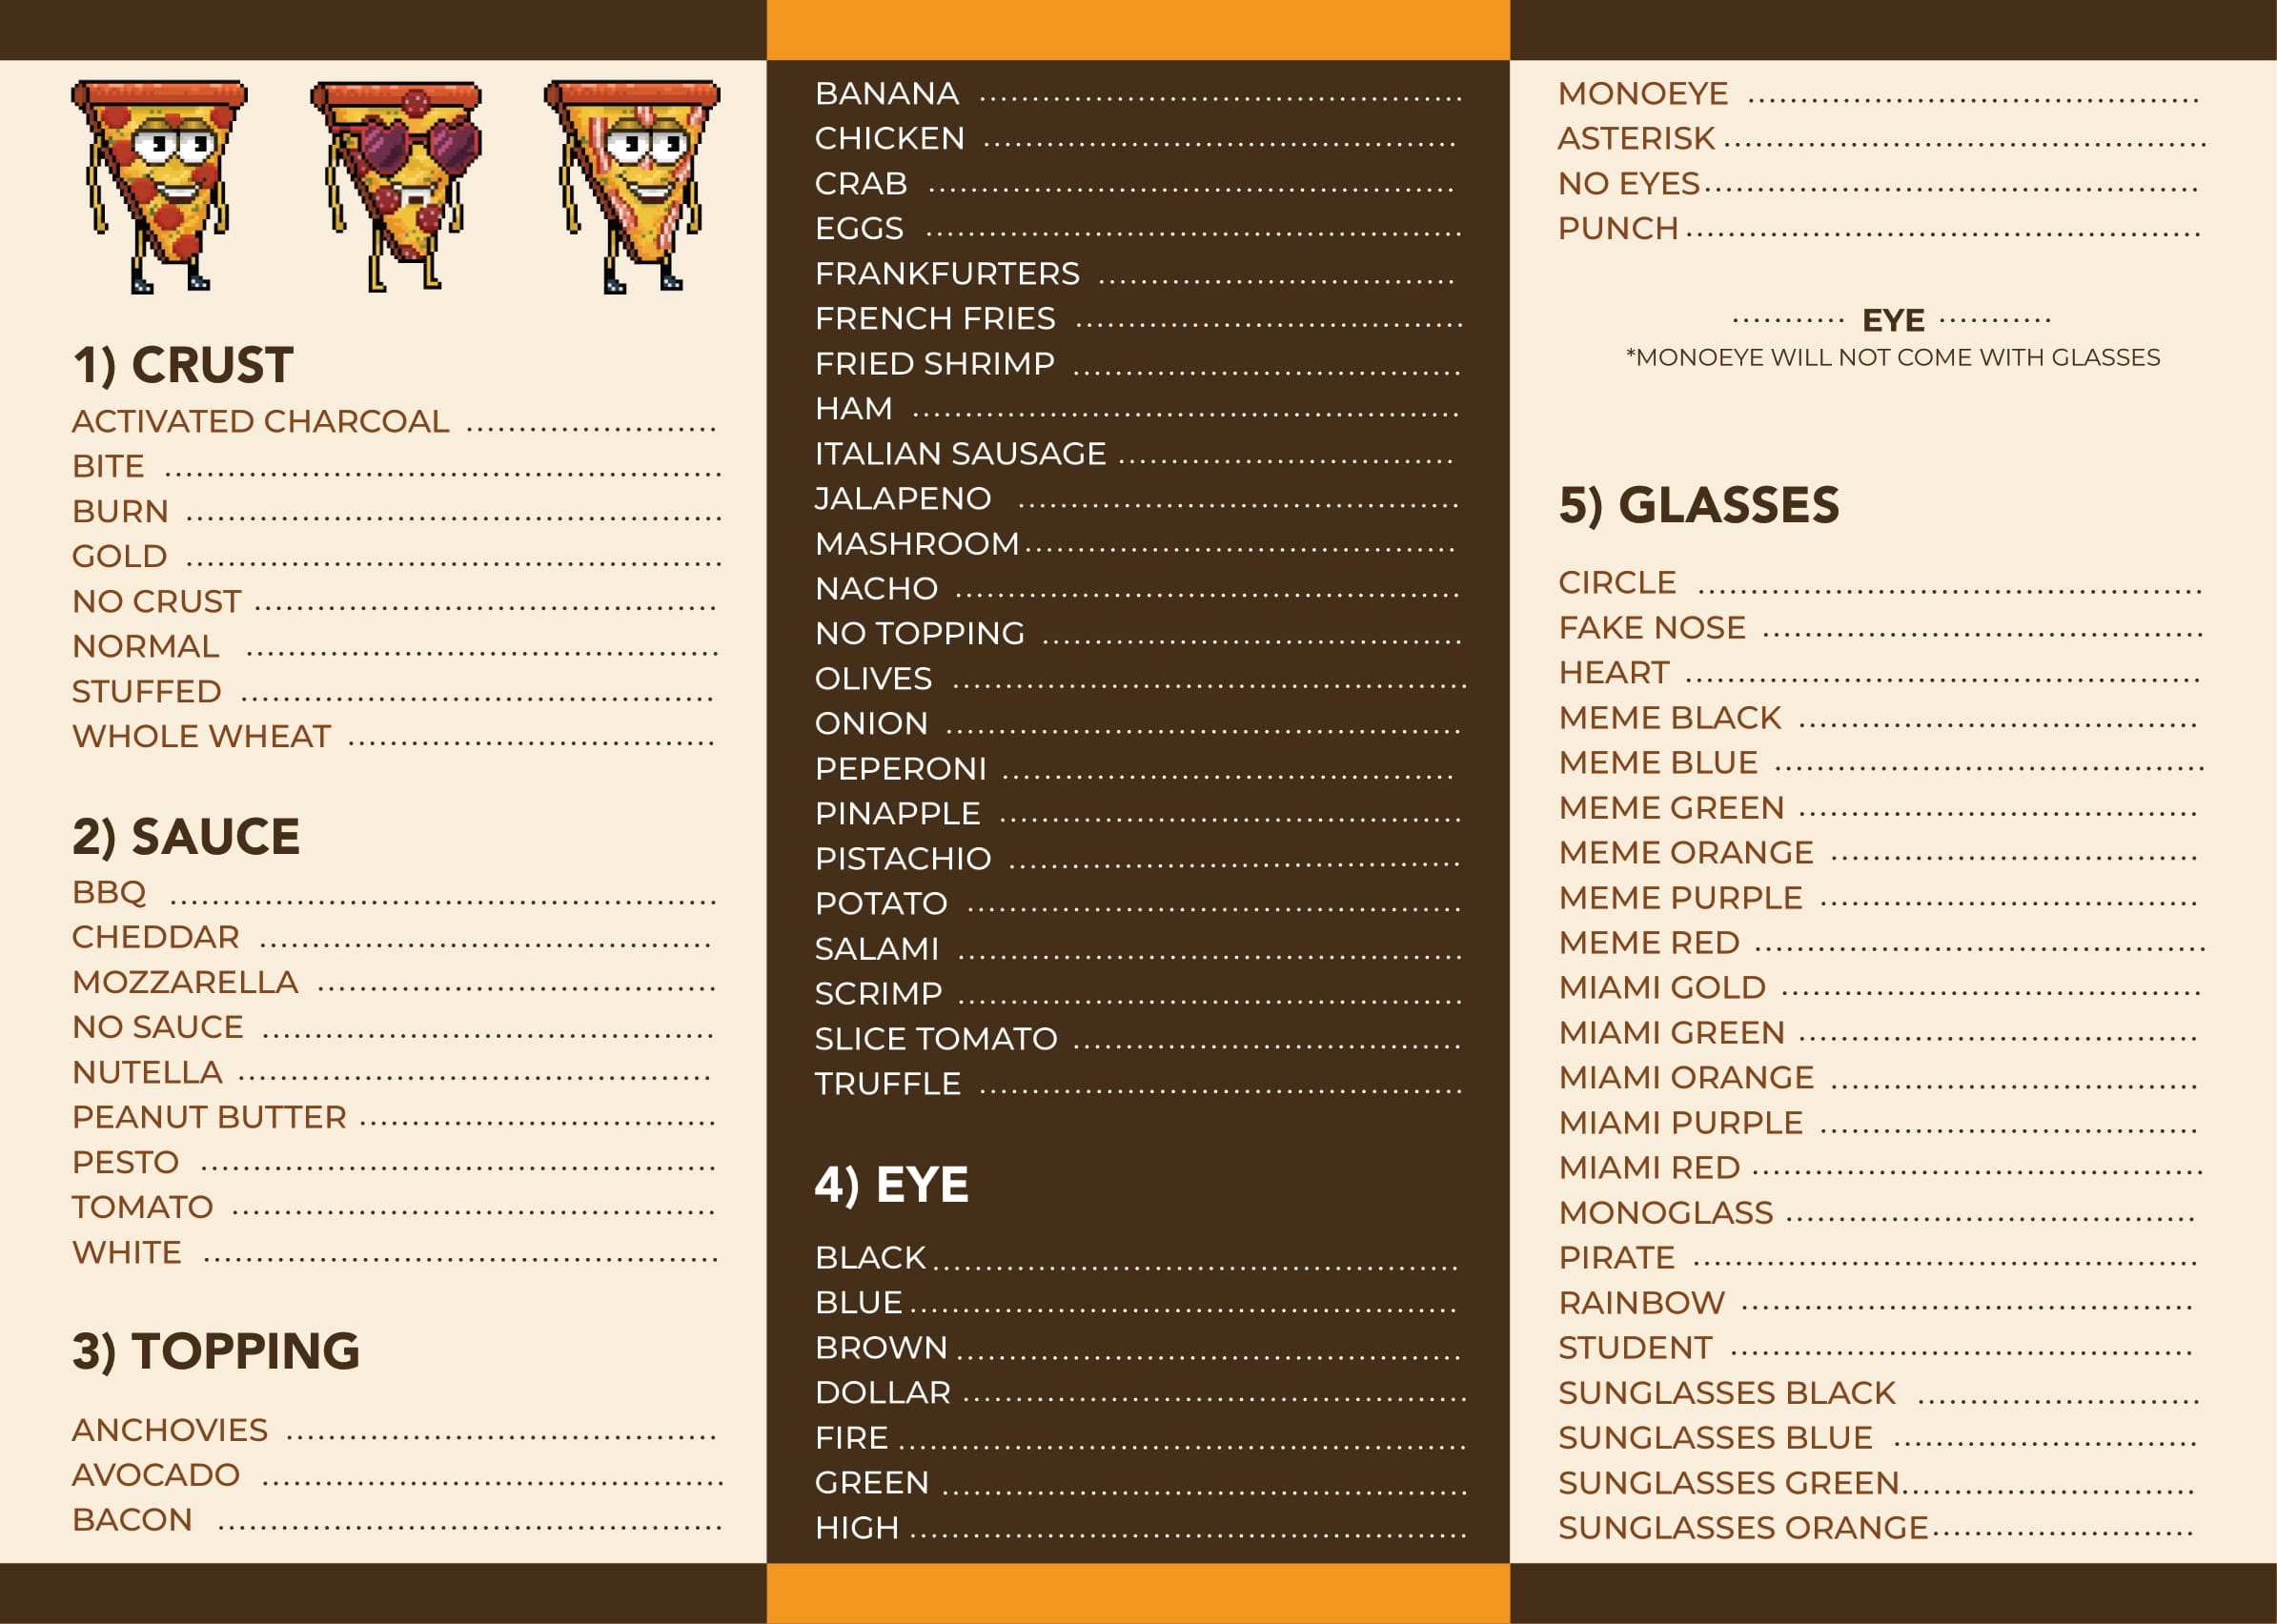 1) CRUST
ACTIVATED CHARCOAL ........................
BITE ......................................................
BURN ....................................................
GOLD ....................................................
NO CRUST .............................................
NORMAL ..............................................
STUFFED ..............................................
WHOLE WHEAT ....................................
2) SAUCE
BBQ .....................................................
CHEDDAR ............................................
MOZZARELLA .......................................
NO SAUCE ............................................
NUTELLA ..............................................
PEANUT BUTTER ...................................
PESTO ..................................................
TOMATO ...............................................
WHITE ..................................................
3) TOPPING
ANCHOVIES ..........................................
AVOCADO .............................................
BACON .................................................
BANANA ...............................................
CHICKEN ..............................................
CRAB ...................................................
EGGS ....................................................
FRANKFURTERS ...................................
FRENCH FRIES ......................................
FRIED SHRIMP ......................................
HAM .....................................................
ITALIAN SAUSAGE .................................
JALAPENO ...........................................
MASHROOM..........................................
NACHO .................................................
NO TOPPING .........................................
OLIVES ..................................................
ONION ..................................................
PEPERONI ............................................
PINAPPLE .............................................
PISTACHIO ............................................
POTATO ................................................
SALAMI .................................................
SCRIMP .................................................
SLICE TOMATO ......................................
TRUFFLE ...............................................
4) EYE
BLACK...................................................
BLUE.....................................................
BROWN.................................................
DOLLAR .................................................
FIRE ......................................................
GREEN ..................................................
HIGH .....................................................
MONOEYE ............................................
ASTERISK ...............................................
NO EYES................................................
PUNCH..................................................
........... EYE ...........
*MONOEYE WILL NOT COME WITH GLASSES
5) GLASSES
CIRCLE .................................................
FAKE NOSE ...........................................
HEART ..................................................
MEME BLACK .......................................
MEME BLUE ..........................................
MEME GREEN .......................................
MEME ORANGE ....................................
MEME PURPLE .....................................
MEME RED ............................................
MIAMI GOLD .........................................
MIAMI GREEN .......................................
MIAMI ORANGE ....................................
MIAMI PURPLE .....................................
MIAMI RED ............................................
MONOGLASS ........................................
PIRATE .................................................
RAINBOW ............................................
STUDENT .............................................
SUNGLASSES BLACK ............................
SUNGLASSES BLUE ..............................
SUNGLASSES GREEN.............................
SUNGLASSES ORANGE..........................